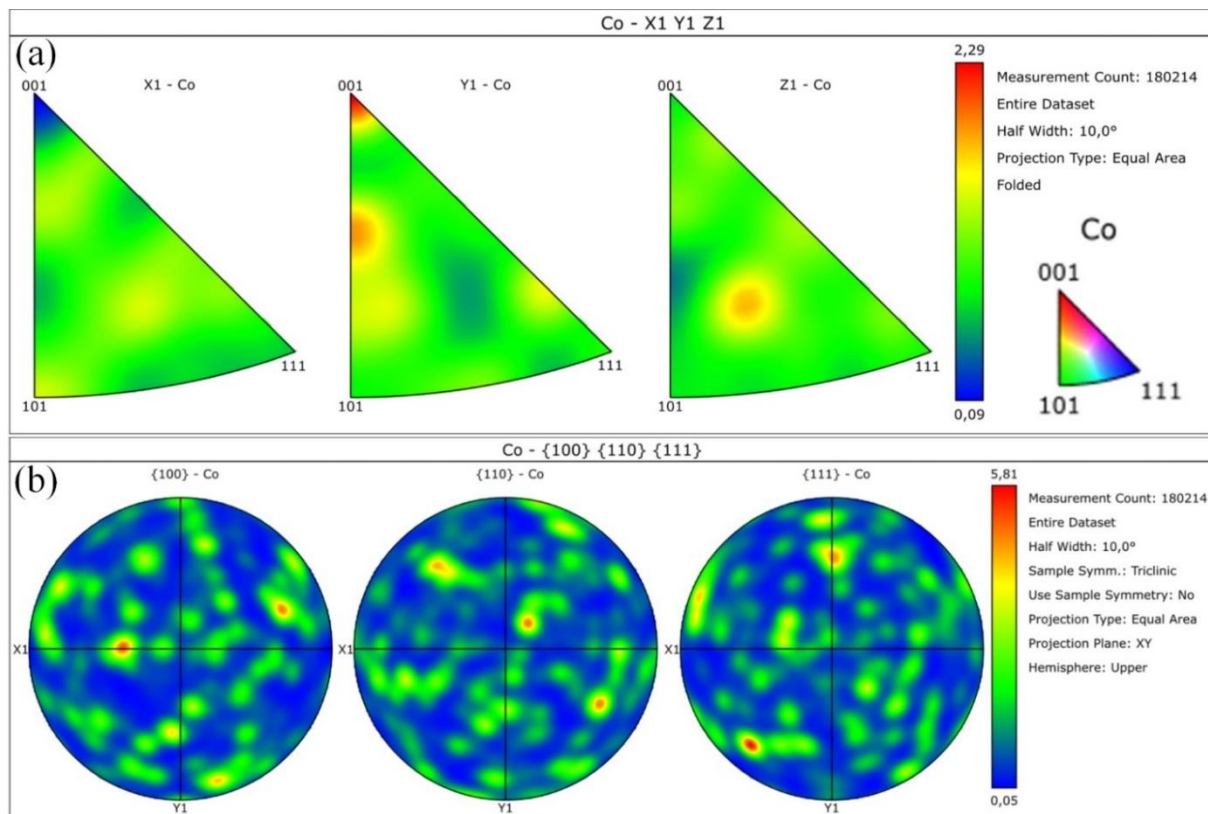 Co - X1 Y1 Z1
(a)
X1 - Co
Y1 - Co
Z1 - Co
001
101
111
001
101
111
001
101
111
2,29
0,09
Measurement Count: 180214
Entire Dataset
Half Width: 10,0°
Projection Type: Equal Area
Folded
Co
001
101
111
Co - {100} {110} {111}
(b)
{100} - Co
{110} - Co
{111} - Co
X1
Y1
X1
Y1
X1
Y1
5,81
0,05
Measurement Count: 180214
Entire Dataset
Half Width: 10,0°
Sample Symm.: Triclinic
Use Sample Symmetry: No
Projection Type: Equal Area
Projection Plane: XY
Hemisphere: Upper